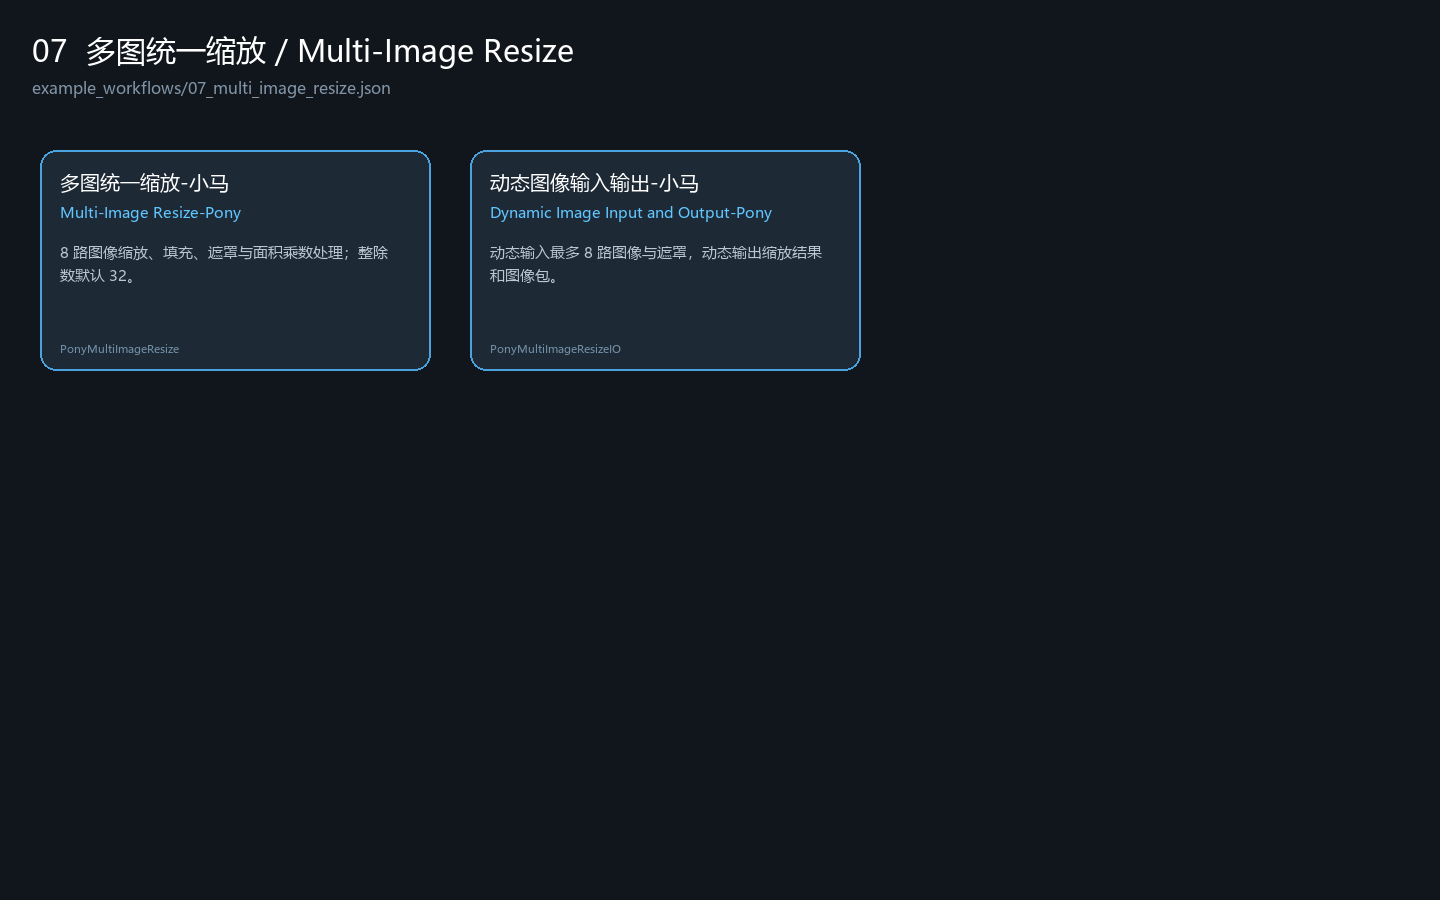 07 多图统一缩放 / Multi-Image Resize
example_workflows/07_multi_image_resize.json
多图统一缩放-小马
Multi-Image Resize-Pony
8 路图像缩放、填充、遮罩与面积乘数处理；整除
数默认 32。
PonyMultiImageResize
动态图像输入输出-小马
Dynamic Image Input and Output-Pony
动态输入最多 8 路图像与遮罩，动态输出缩放结果
和图像包。
PonyMultiImageResizeIO